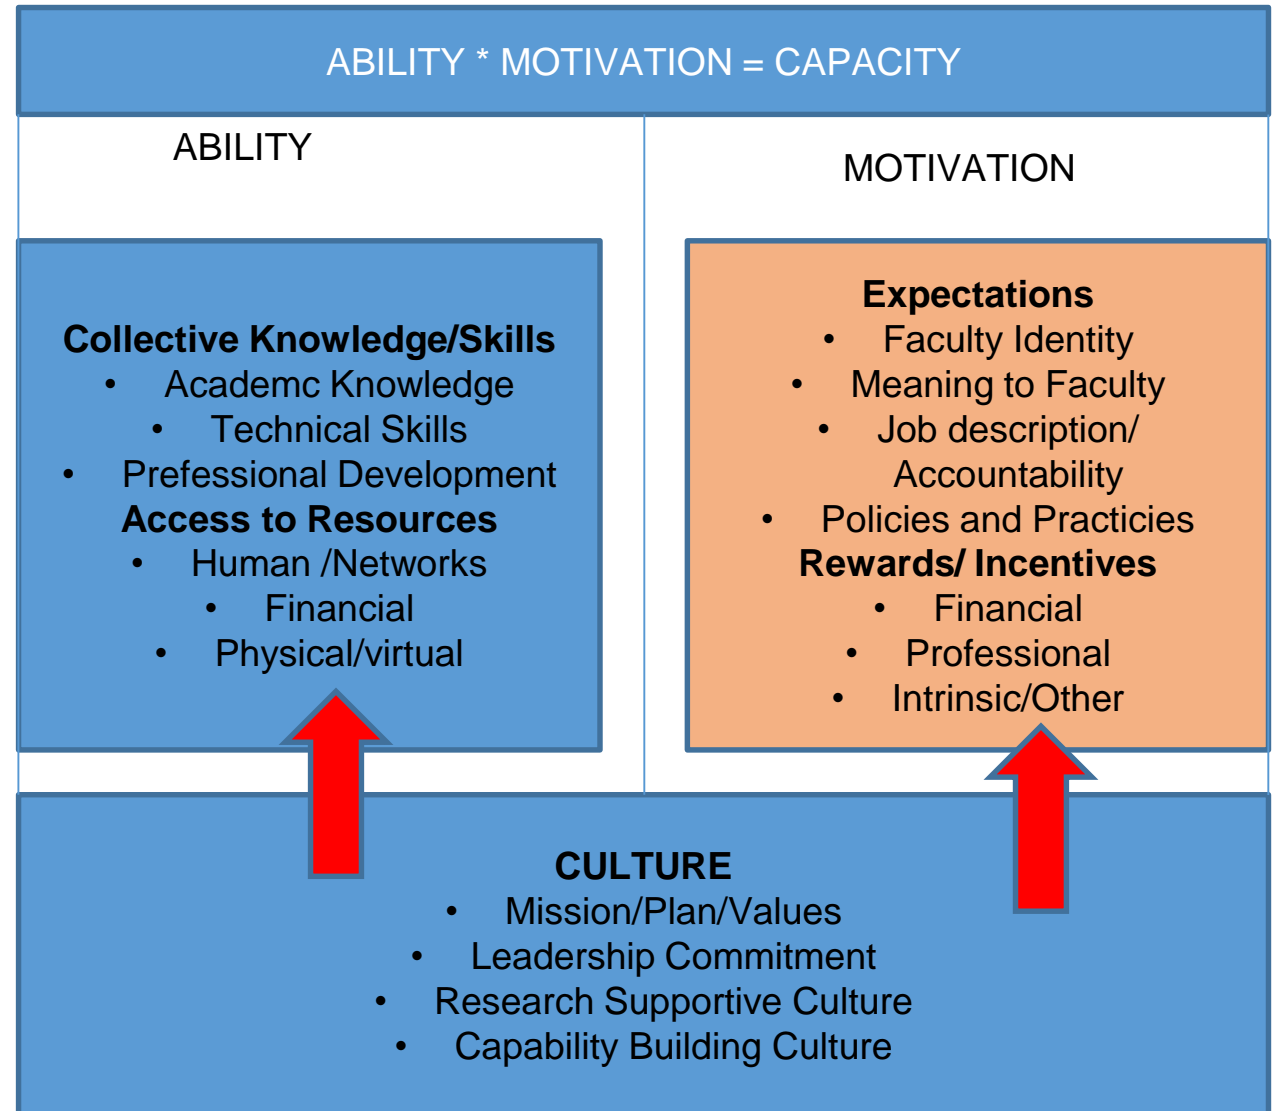 ABILITY * MOTIVATION = CAPACITY
ABILITY
MOTIVATION
Collective Knowledge/Skills
• Academc Knowledge
• Technical Skills
• Prefessional Development
Access to Resources
• Human /Networks
• Financial
• Physical/virtual
Expectations
• Faculty Identity
• Meaning to Faculty
• Job description/
Accountability
• Policies and Practicies
Rewards/ Incentives
• Financial
• Professional
• Intrinsic/Other
CULTURE
• Mission/Plan/Values
• Leadership Commitment
• Research Supportive Culture
• Capability Building Culture